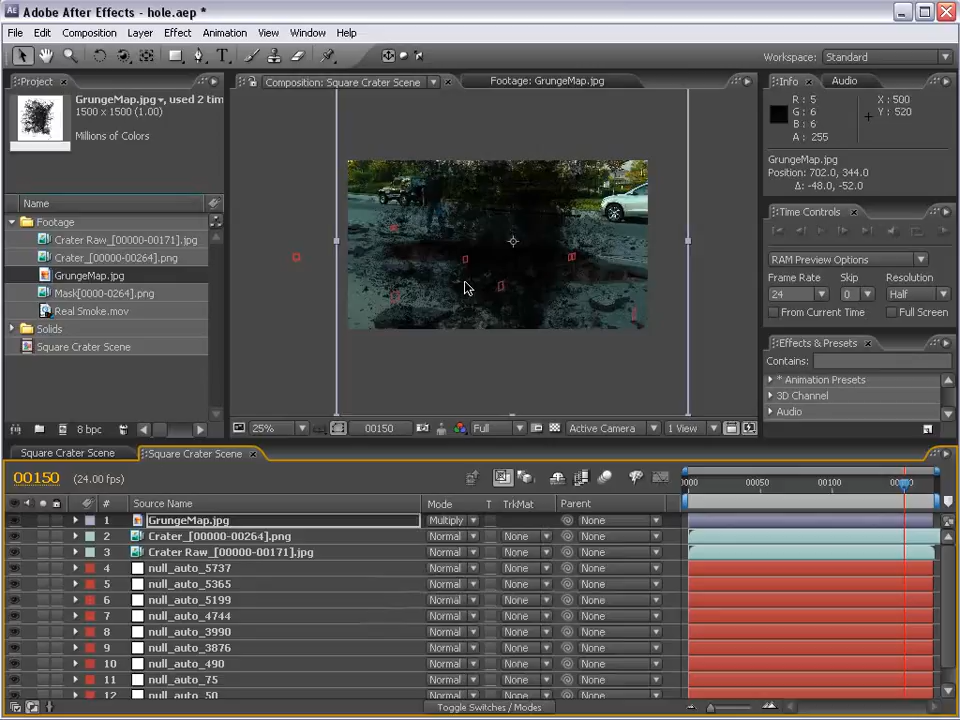 Adobe After Effects - hole.aep *
File Edit Composition Layer Effect Animation View Window Help
Workspace: Standard
Project
GrungeMap.jpg, used 2 tim
1500 x 1500 (1.00)
Millions of Colors
Name
Footage
Crater Raw_[00000-00171].jpg
Crater_[00000-00264].png
GrungeMap.jpg
Mask[0000-0264].png
Real Smoke.mov
Solids
Square Crater Scene
8 bpc
Composition: Square Crater Scene
Footage: GrungeMap.jpg
25%
00150
Full
Active Camera
1 View
Info
Audio
R : 5
G : 6
B : 6
A : 255
X : 500
Y : 520
GrungeMap.jpg
Position: 702.0, 344.0
Δ: -48.0, -52.0
Time Controls
RAM Preview Options
Frame Rate Skip Resolution
24 0 Half
From Current Time Full Screen
Effects & Presets
Contains:
* Animation Presets
3D Channel
Audio
Square Crater Scene
Square Crater Scene
00150 (24.00 fps)
0000 00050 00100
# Source Name Mode T TrkMat Parent
1 GrungeMap.jpg Multiply None
2 Crater_[00000-00264].png Normal None None
3 Crater Raw_[00000-00171].jpg Normal None None
4 null_auto_5737 Normal None None
5 null_auto_5365 Normal None None
6 null_auto_5199 Normal None None
7 null_auto_4744 Normal None None
8 null_auto_3990 Normal None None
9 null_auto_3876 Normal None None
10 null_auto_490 Normal None None
11 null_auto_75 Normal None None
12 null_auto_50 Normal None None
Toggle Switches / Modes